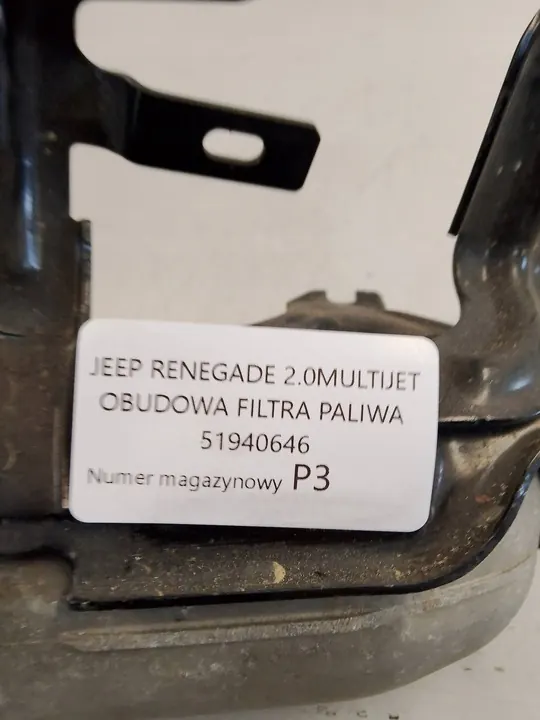 JEEP RENEGADE 2.0MULTIJET
OBUDOWA FILTRA PALIWA
51940646
Numer magazynowy P3